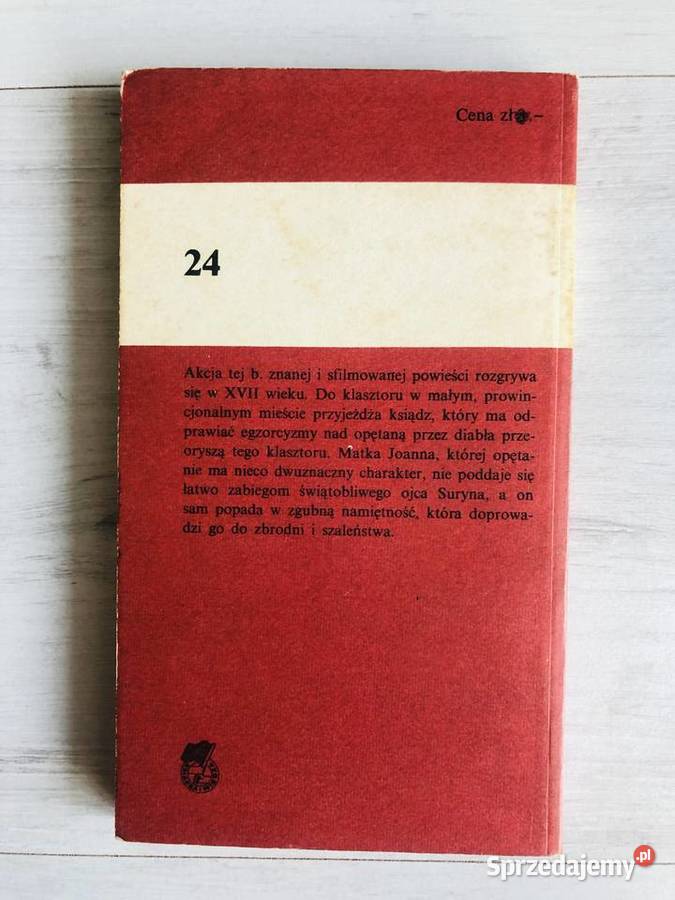 Cena zł
24
Akcja tej b. znanej i sfilmowanej powieści rozgrywa
się w XVII wieku. Do klasztoru w małym, prowin-
cjonalnym mieście przyjeżdża ksiądz, który ma od-
prawiać egzorcyzmy nad opętaną przez diabła prze-
oryszą tego klasztoru. Matka Joanna, której opęta-
nie ma nieco dwuznaczny charakter, nie poddaje się
łatwo zabiegom świątobliwego ojca Suryna, a on
sam popada w zgubną namiętność, która doprowa-
dzi go do zbrodni i szaleństwa.
Sprzedajemy.pl